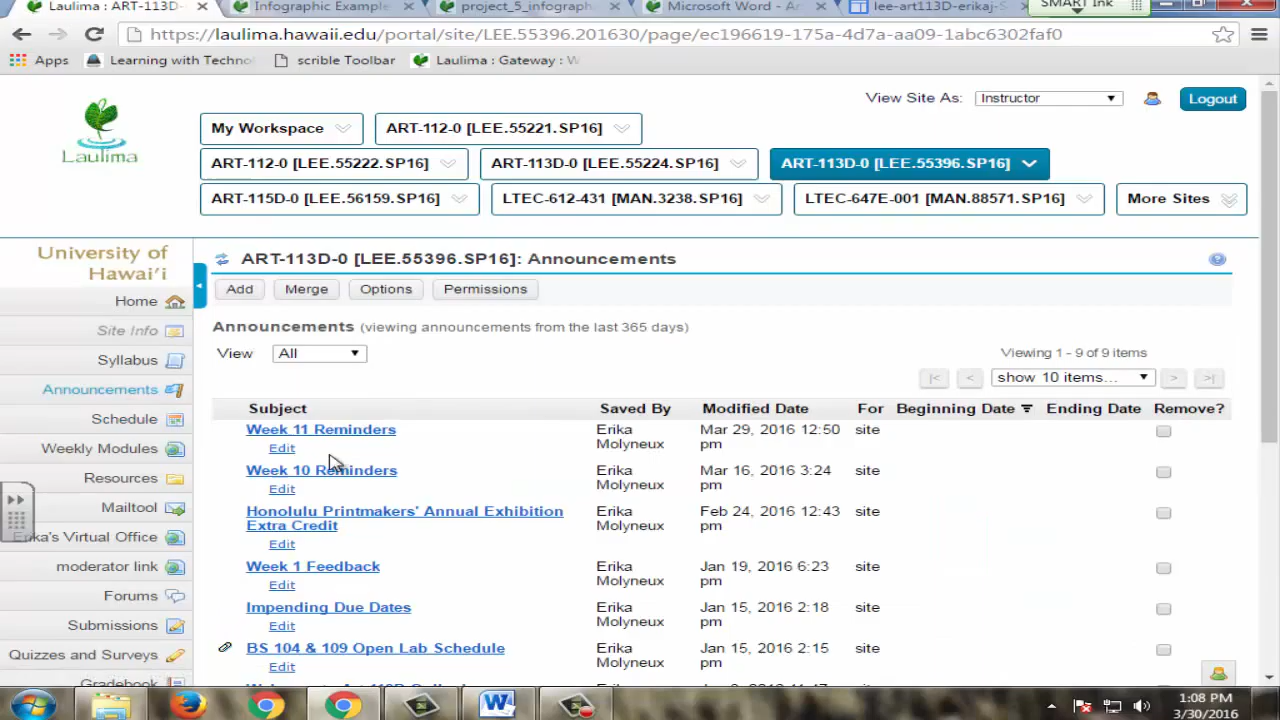 Laulima : ART-113D-
Infographic Example
project_5_infograph
Microsoft Word - Ar
lee-art113D-erikaj-S
SMART Ink
https://laulima.hawaii.edu/portal/site/LEE.55396.201630/page/ec196619-175a-4d7a-aa09-1abc6302faf0
Apps
Learning with Techno
scrible Toolbar
Laulima : Gateway : W
View Site As:
Instructor
Logout
Laulima
My Workspace
ART-112-0 [LEE.55221.SP16]
ART-112-0 [LEE.55222.SP16]
ART-113D-0 [LEE.55224.SP16]
ART-113D-0 [LEE.55396.SP16]
ART-115D-0 [LEE.56159.SP16]
LTEC-612-431 [MAN.3238.SP16]
LTEC-647E-001 [MAN.88571.SP16]
More Sites
University of
Hawai'i
Home
Site Info
Syllabus
Announcements
Schedule
Weekly Modules
Resources
Mailtool
Erika's Virtual Office
moderator link
Forums
Submissions
Quizzes and Surveys
Gradebook
ART-113D-0 [LEE.55396.SP16]: Announcements
Add
Merge
Options
Permissions
Announcements (viewing announcements from the last 365 days)
View
All
Viewing 1 - 9 of 9 items
|<
<
show 10 items...
>
>|
Subject Saved By Modified Date For Beginning Date Ending Date Remove?
Week 11 Reminders
Edit
Erika
Molyneux
Mar 29, 2016 12:50
pm
site
Week 10 Reminders
Edit
Erika
Molyneux
Mar 16, 2016 3:24
pm
site
Honolulu Printmakers' Annual Exhibition
Extra Credit
Edit
Erika
Molyneux
Feb 24, 2016 12:43
pm
site
Week 1 Feedback
Edit
Erika
Molyneux
Jan 19, 2016 6:23
pm
site
Impending Due Dates
Edit
Erika
Molyneux
Jan 15, 2016 2:18
pm
site
BS 104 & 109 Open Lab Schedule
Edit
Erika
Molyneux
Jan 15, 2016 2:15
pm
site
1:08 PM
3/30/2016